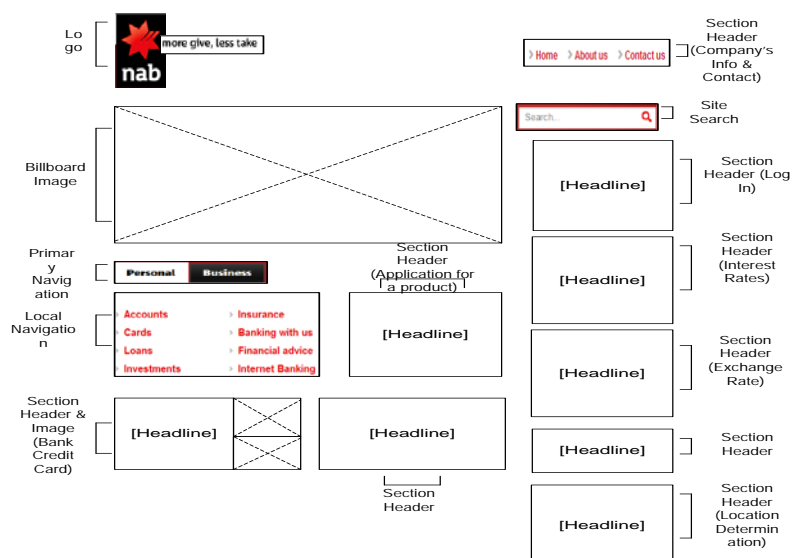 Lo
go
more give, less take
nab
Home
About us
Contact us
Section
Header
(Company's
Info &
Contact)
Billboard
Image
Search...
Site
Search
[Headline]
Section
Header (Log
In)
Primar
y
Navig
ation
Personal
Business
Section
Header
(Application for
a product)
[Headline]
Section
Header
(Interest
Rates)
Local
Navigatio
n
Accounts
Cards
Loans
Investments
Insurance
Banking with us
Financial advice
Internet Banking
[Headline]
[Headline]
Section
Header
(Exchange
Rate)
Section
Header &
Image
(Bank
Credit
Card)
[Headline]
[Headline]
Section
Header
[Headline]
Section
Header
[Headline]
Section
Header
(Location
Determin
ation)